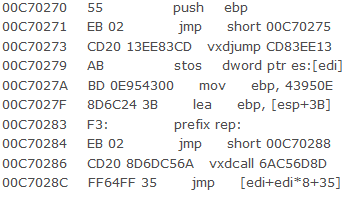 00C70270 55 push ebp
00C70271 EB 02 jmp short 00C70275
00C70273 CD20 13EE83CD vxdjump CD83EE13
00C70279 AB stos dword ptr es:[edi]
00C7027A BD 0E954300 mov ebp, 43950E
00C7027F 8D6C24 3B lea ebp, [esp+3B]
00C70283 F3: prefix rep:
00C70284 EB 02 jmp short 00C70288
00C70286 CD20 8D6DC56A vxdcall 6AC56D8D
00C7028C FF64FF 35 jmp [edi+edi*8+35]